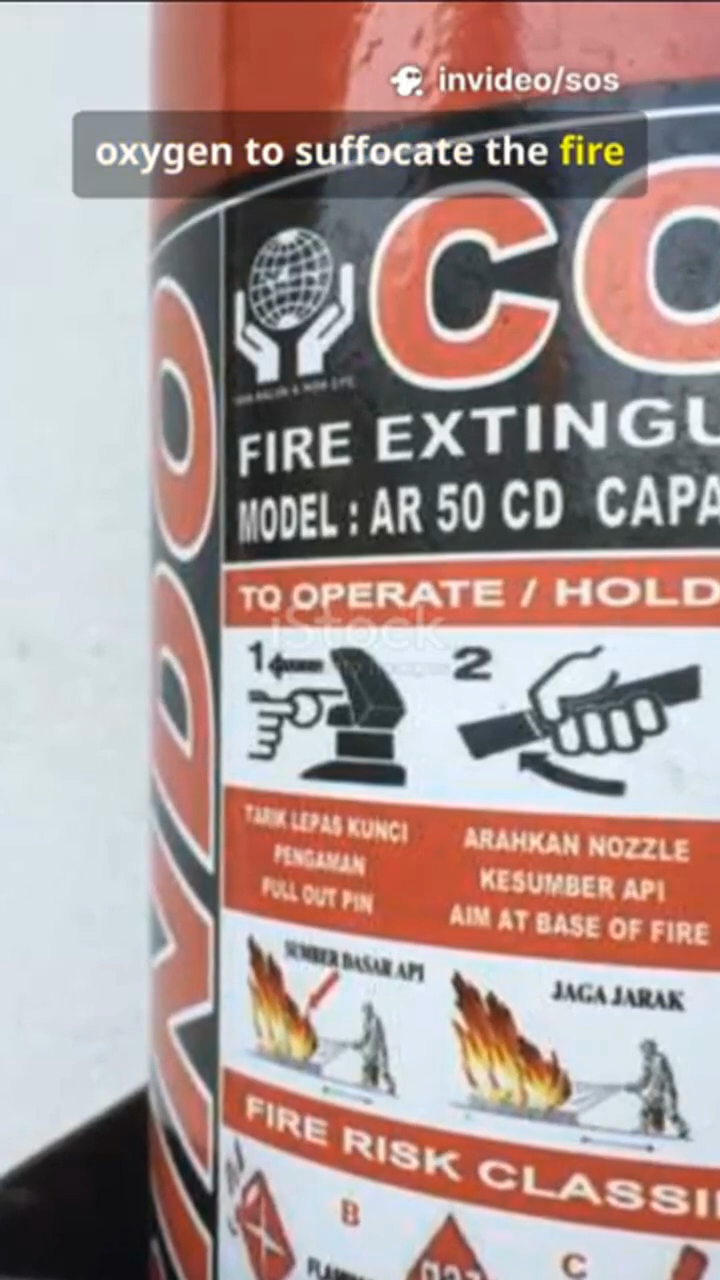 invideo/sos
oxygen to suffocate the fire
CO
FIRE EXTINGU
MODEL : AR 50 CD CAPA
TO OPERATE / HOLD
iStock
1
2
TARIK LEPAS KUNCI
PENGAMAN
PULL OUT PIN
ARAHKAN NOZZLE
KESUMBER API
AIM AT BASE OF FIRE
SUMBER DASAR API
JAGA JARAK
FIRE RISK CLASSI
B
C